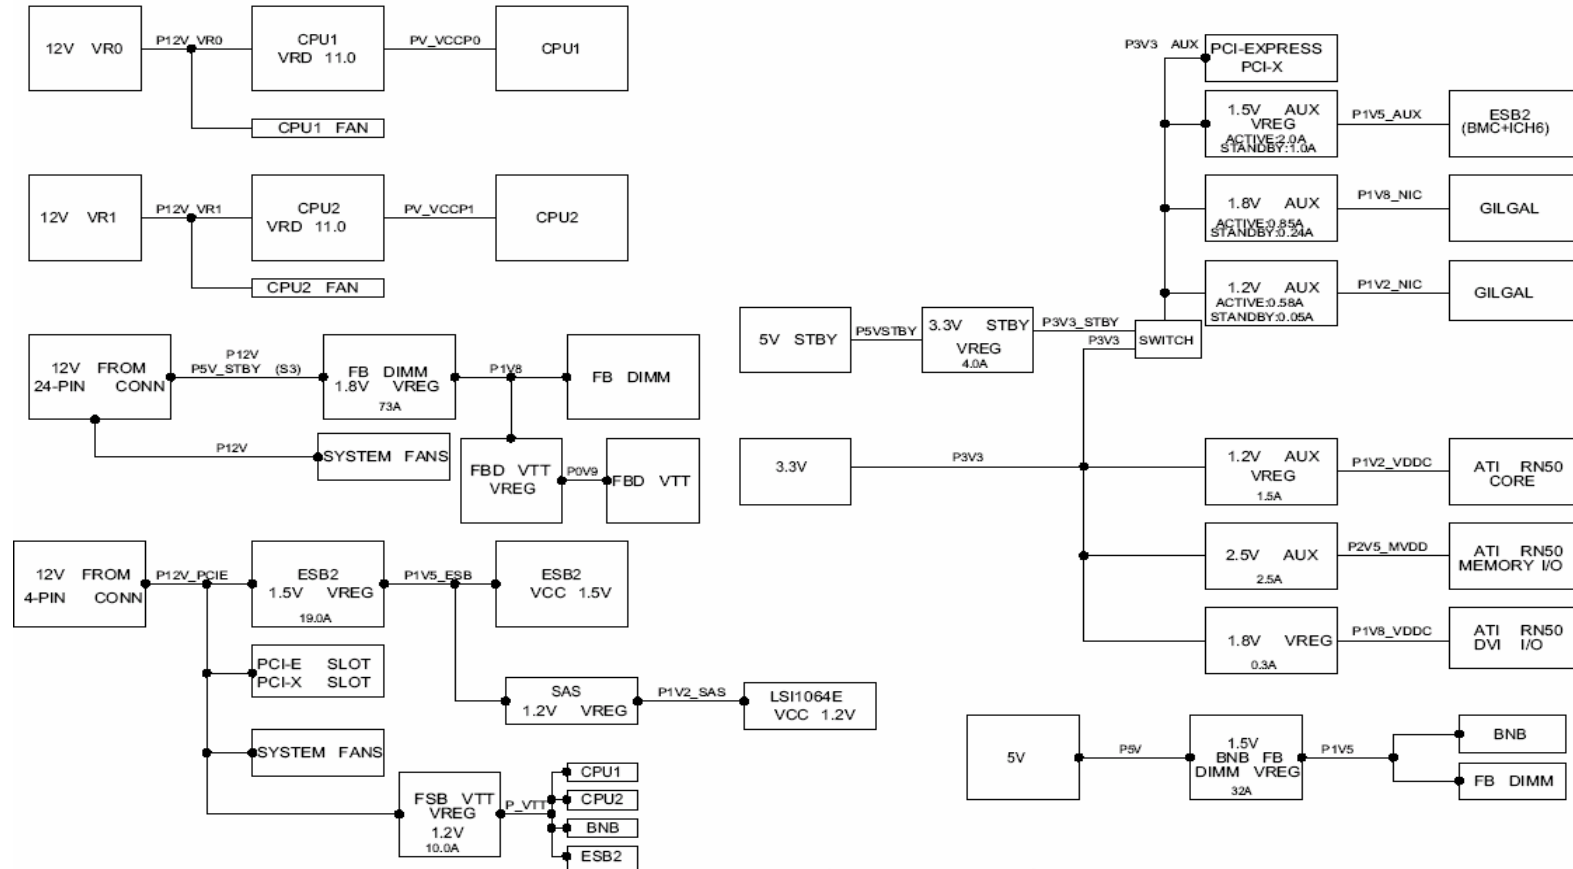 12V VR0
P12V_VR0
CPU1
VRD 11.0
PV_VCCP0
CPU1
CPU1 FAN
12V VR1
P12V_VR1
CPU2
VRD 11.0
PV_VCCP1
CPU2
CPU2 FAN
12V FROM
24-PIN CONN
P12V
P5V_STBY (S3)
FB DIMM
1.8V VREG
73A
P1V8
FB DIMM
P12V
SYSTEM FANS
FBD VTT
VREG
P0V9
FBD VTT
12V FROM
4-PIN CONN
P12V_PCIE
ESB2
1.5V VREG
19.0A
P1V5_ESB
ESB2
VCC 1.5V
PCI-E SLOT
PCI-X SLOT
SAS
1.2V VREG
P1V2_SAS
LSI1064E
VCC 1.2V
SYSTEM FANS
FSB VTT
VREG
1.2V
10.0A
P_VTT
CPU1
CPU2
BNB
ESB2
P3V3 AUX
PCI-EXPRESS
PCI-X
1.5V AUX
VREG
ACTIVE:2.0A
STANDBY:1.0A
P1V5_AUX
ESB2
(BMC+ICH6)
1.8V AUX
ACTIVE:0.85A
STANDBY:0.24A
P1V8_NIC
GILGAL
1.2V AUX
ACTIVE:0.58A
STANDBY:0.05A
P1V2_NIC
GILGAL
5V STBY
P5VSTBY
3.3V STBY
VREG
4.0A
P3V3_STBY
P3V3
SWITCH
3.3V
P3V3
1.2V AUX
VREG
1.5A
P1V2_VDDC
ATI RN50
CORE
2.5V AUX
2.5A
P2V5_MVDD
ATI RN50
MEMORY I/O
1.8V VREG
0.3A
P1V8_VDDC
ATI RN50
DVI I/O
5V
P5V
1.5V
BNB FB
DIMM VREG
32A
P1V5
BNB
FB DIMM